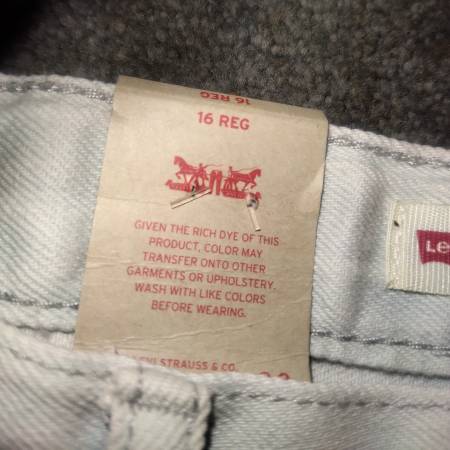 16 REG
16 REG
GIVEN THE RICH DYE OF THIS
PRODUCT, COLOR MAY
TRANSFER ONTO OTHER
GARMENTS OR UPHOLSTERY.
WASH WITH LIKE COLORS
BEFORE WEARING.
STRAUSS & CO.